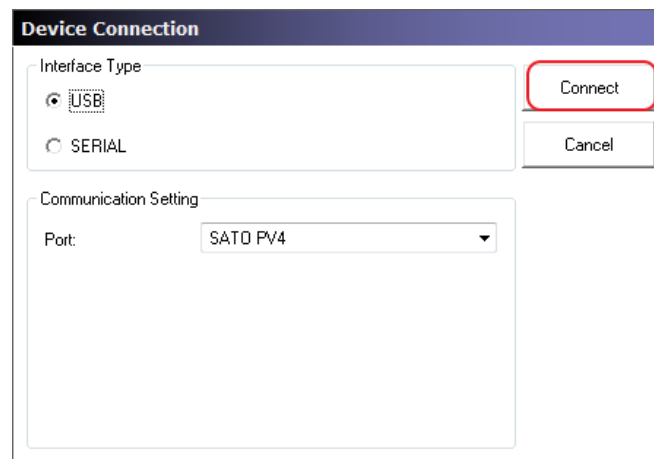 Device Connection
Interface Type
USB
SERIAL
Connect
Cancel
Communication Setting
Port: SATO PV4